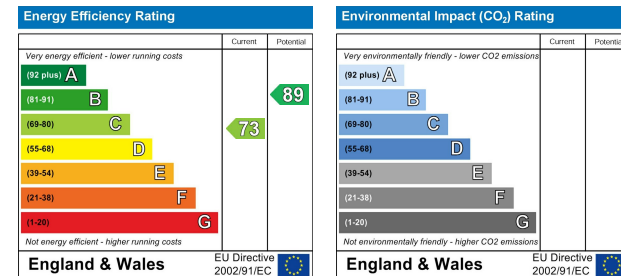 Energy Efficiency Rating
Current Potential
Very energy efficient - lower running costs
(92 plus) A
(81-91) B
89
(69-80) C
73
(55-68) D
(39-54) E
(21-38) F
(1-20) G
Not energy efficient - higher running costs
England & Wales
EU Directive
2002/91/EC
Environmental Impact (CO₂) Rating
Current Potentia
Very environmentally friendly - lower CO2 emissions
(92 plus) A
(81-91) B
(69-80) C
(55-68) D
(39-54) E
(21-38) F
(1-20) G
Not environmentally friendly - higher CO2 emissions
England & Wales
EU Directive
2002/91/EC